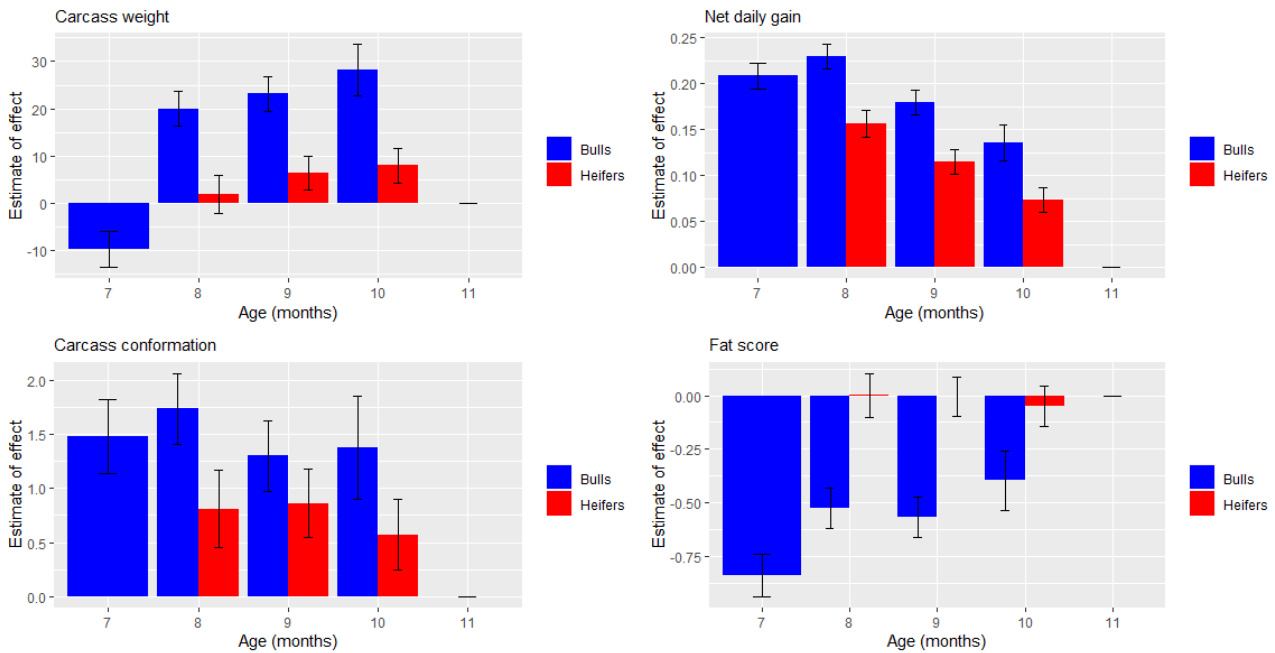 Carcass weight
Estimate of effect
30
20
10
0
-10
7 8 9 10 11
Age (months)
Bulls
Heifers
Net daily gain
Estimate of effect
0.25
0.20
0.15
0.10
0.05
0.00
7 8 9 10 11
Age (months)
Bulls
Heifers
Carcass conformation
Estimate of effect
2.0
1.5
1.0
0.5
0.0
7 8 9 10 11
Age (months)
Bulls
Heifers
Fat score
Estimate of effect
0.00
-0.25
-0.50
-0.75
7 8 9 10 11
Age (months)
Bulls
Heifers